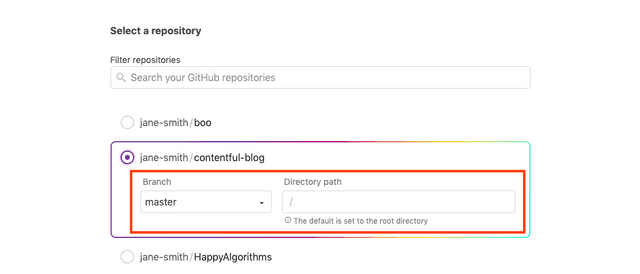 Select a repository
Filter repositories
Search your GitHub repositories
jane-smith/boo
jane-smith/contentful-blog
Branch Directory path
master /
The default is set to the root directory
jane-smith/HappyAlgorithms